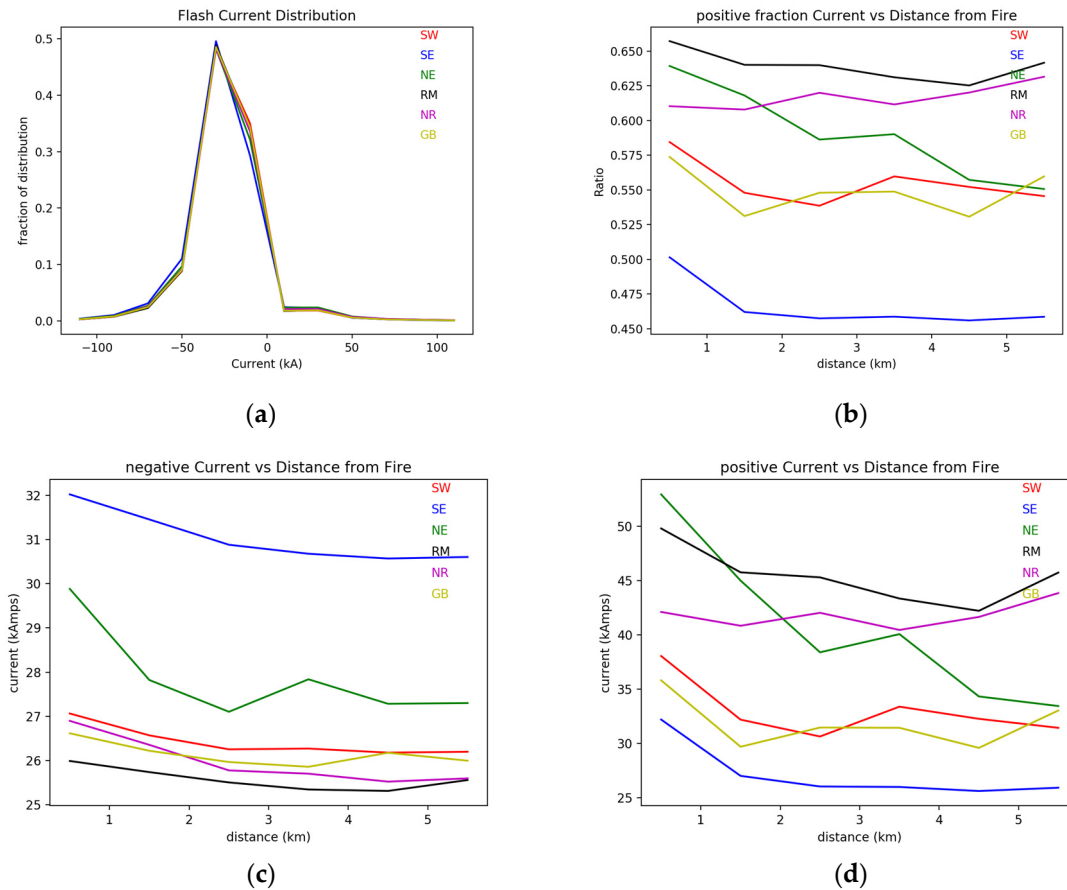 Flash Current Distribution
fraction of distribution
0.5
0.4
0.3
0.2
0.1
0.0
SW
SE
NE
RM
NR
GB
−100
−50
0
50
100
Current (kA)
(a)
positive fraction Current vs Distance from Fire
Ratio
0.650
0.625
0.600
0.575
0.550
0.525
0.500
0.475
0.450
SW
SE
NE
RM
NR
GB
1
2
3
4
5
distance (km)
(b)
negative Current vs Distance from Fire
current (kAmps)
32
31
30
29
28
27
26
25
SW
SE
NE
RM
NR
GB
1
2
3
4
5
distance (km)
(c)
positive Current vs Distance from Fire
current (kAmps)
50
45
40
35
30
25
SW
SE
NE
RM
NR
GB
1
2
3
4
5
distance (km)
(d)